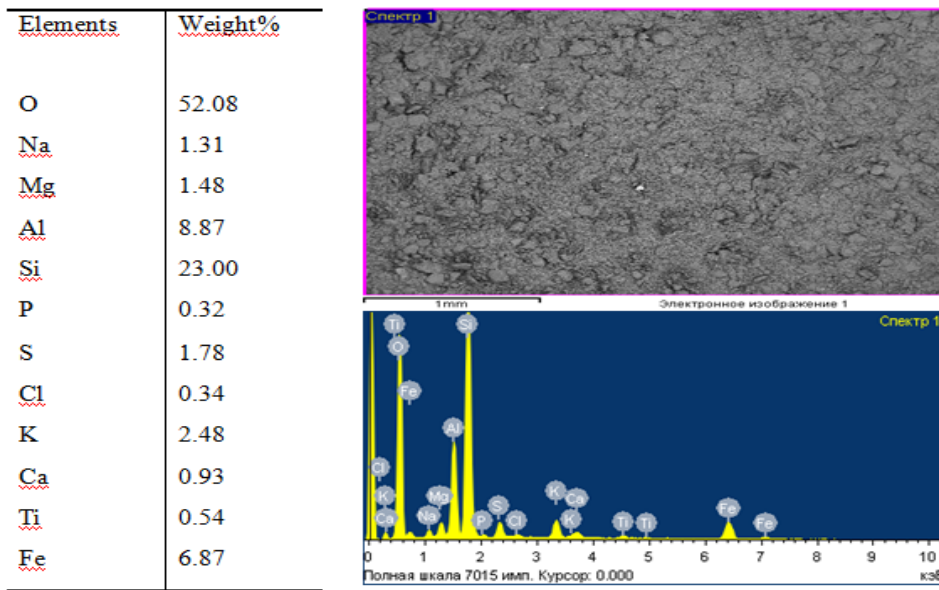 Elements Weight%
O 52.08
Na 1.31
Mg 1.48
Al 8.87
Si 23.00
P 0.32
S 1.78
Cl 0.34
K 2.48
Ca 0.93
Ti 0.54
Fe 6.87
Спектр 1
1mm Электронное изображение 1
Спектр 1
Ti
Si
O
Fe
Al
Cl
K
Ca
Na
Mg
P
S
Cl
K
K
Ca
Ti
Ti
Fe
Fe
0 1 2 3 4 5 6 7 8 9 10
Полная шкала 7015 имп. Курсор: 0.000 кэВ